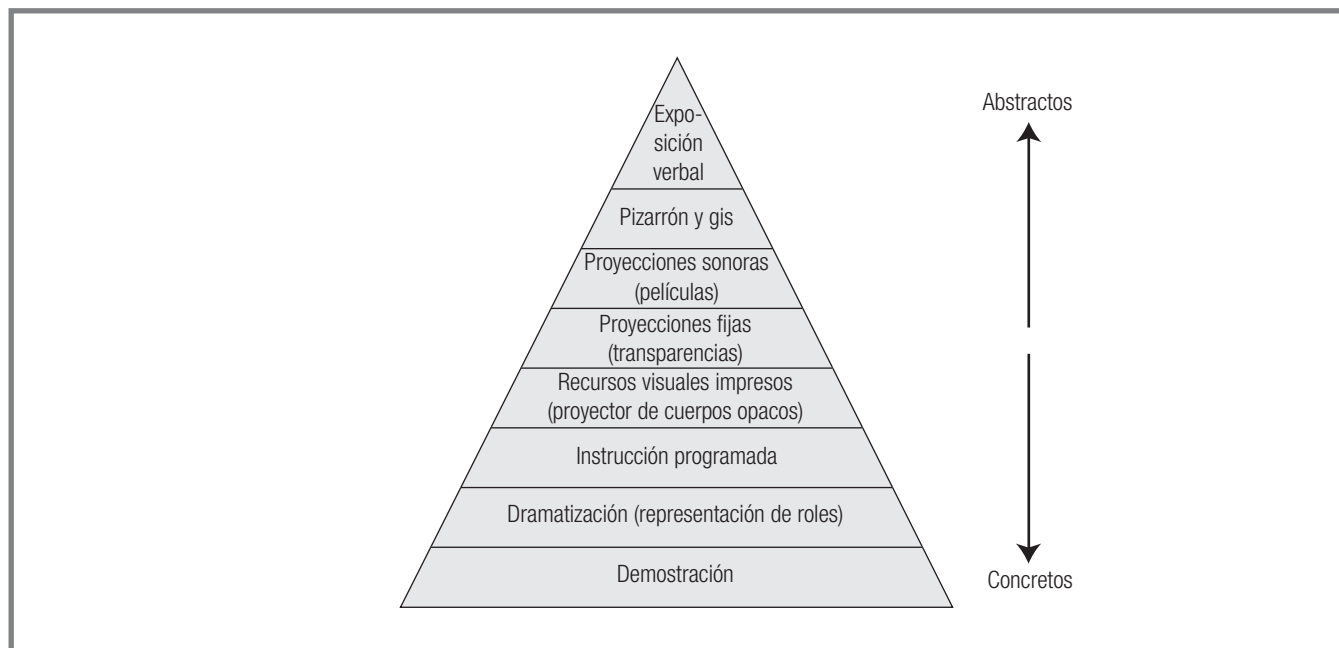 Abstractos
Expo-
sición
verbal
Pizarrón y gis
Proyecciones sonoras
(películas)
Proyecciones fijas
(transparencias)
Recursos visuales impresos
(proyector de cuerpos opacos)
Instrucción programada
Dramatización (representación de roles)
Demostración
Concretos